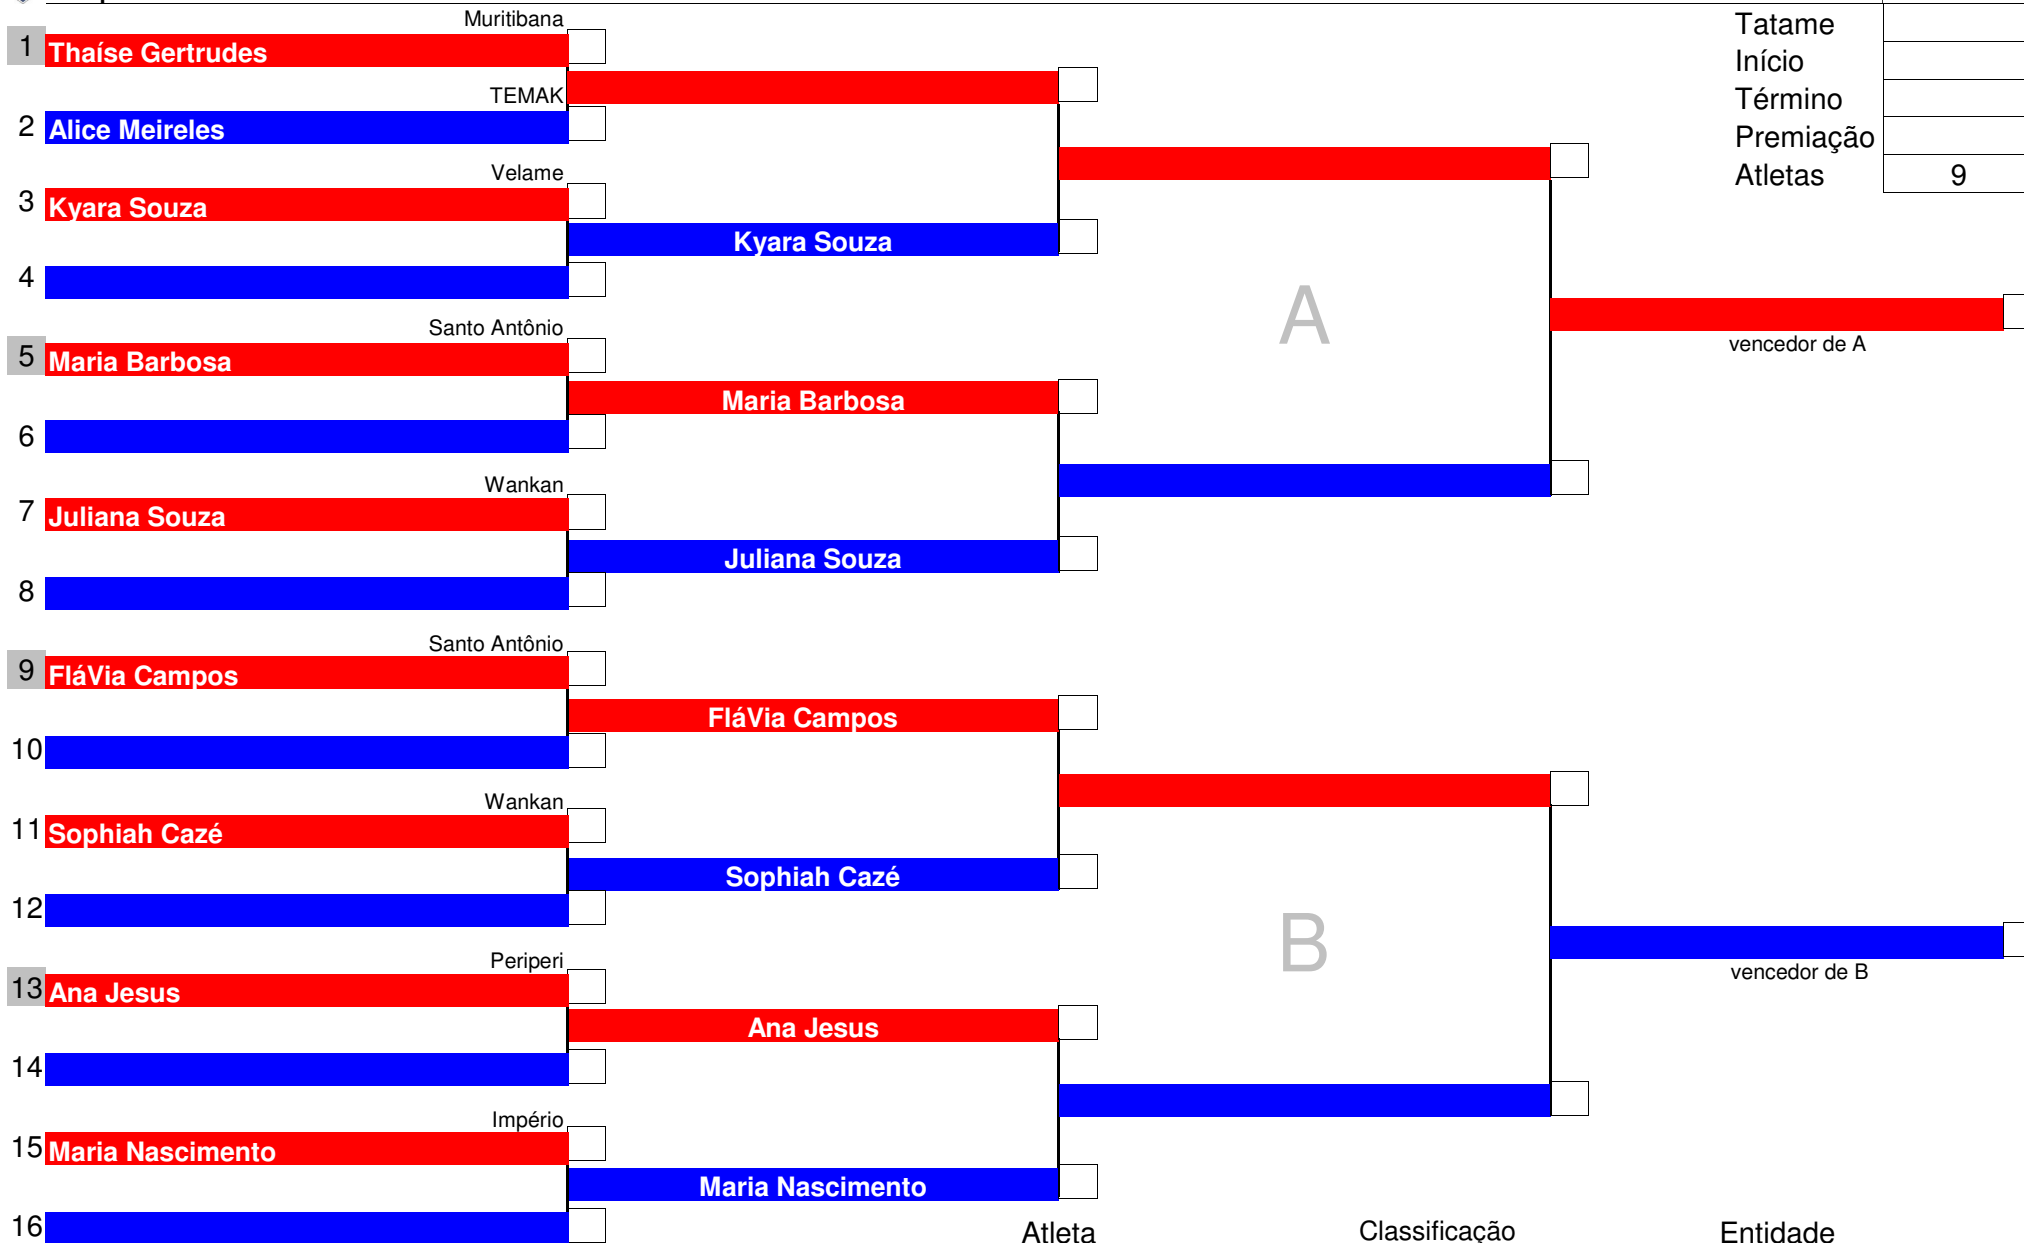 Muritibana
1 Thaíse Gertrudes
TEMAK
2 Alice Meireles
Velame
3 Kyara Souza
Kyara Souza
4
Santo Antônio
5 Maria Barbosa
Maria Barbosa
6
Wankan
7 Juliana Souza
Juliana Souza
8
Santo Antônio
9 FláVia Campos
FláVia Campos
10
Wankan
11 Sophiah Cazé
Sophiah Cazé
12
Periperi
13 Ana Jesus
Ana Jesus
14
Império
15 Maria Nascimento
Maria Nascimento
16
A
B
vencedor de A
vencedor de B
Tatame
Início
Término
Premiação
Atletas 9
Atleta Classificação Entidade